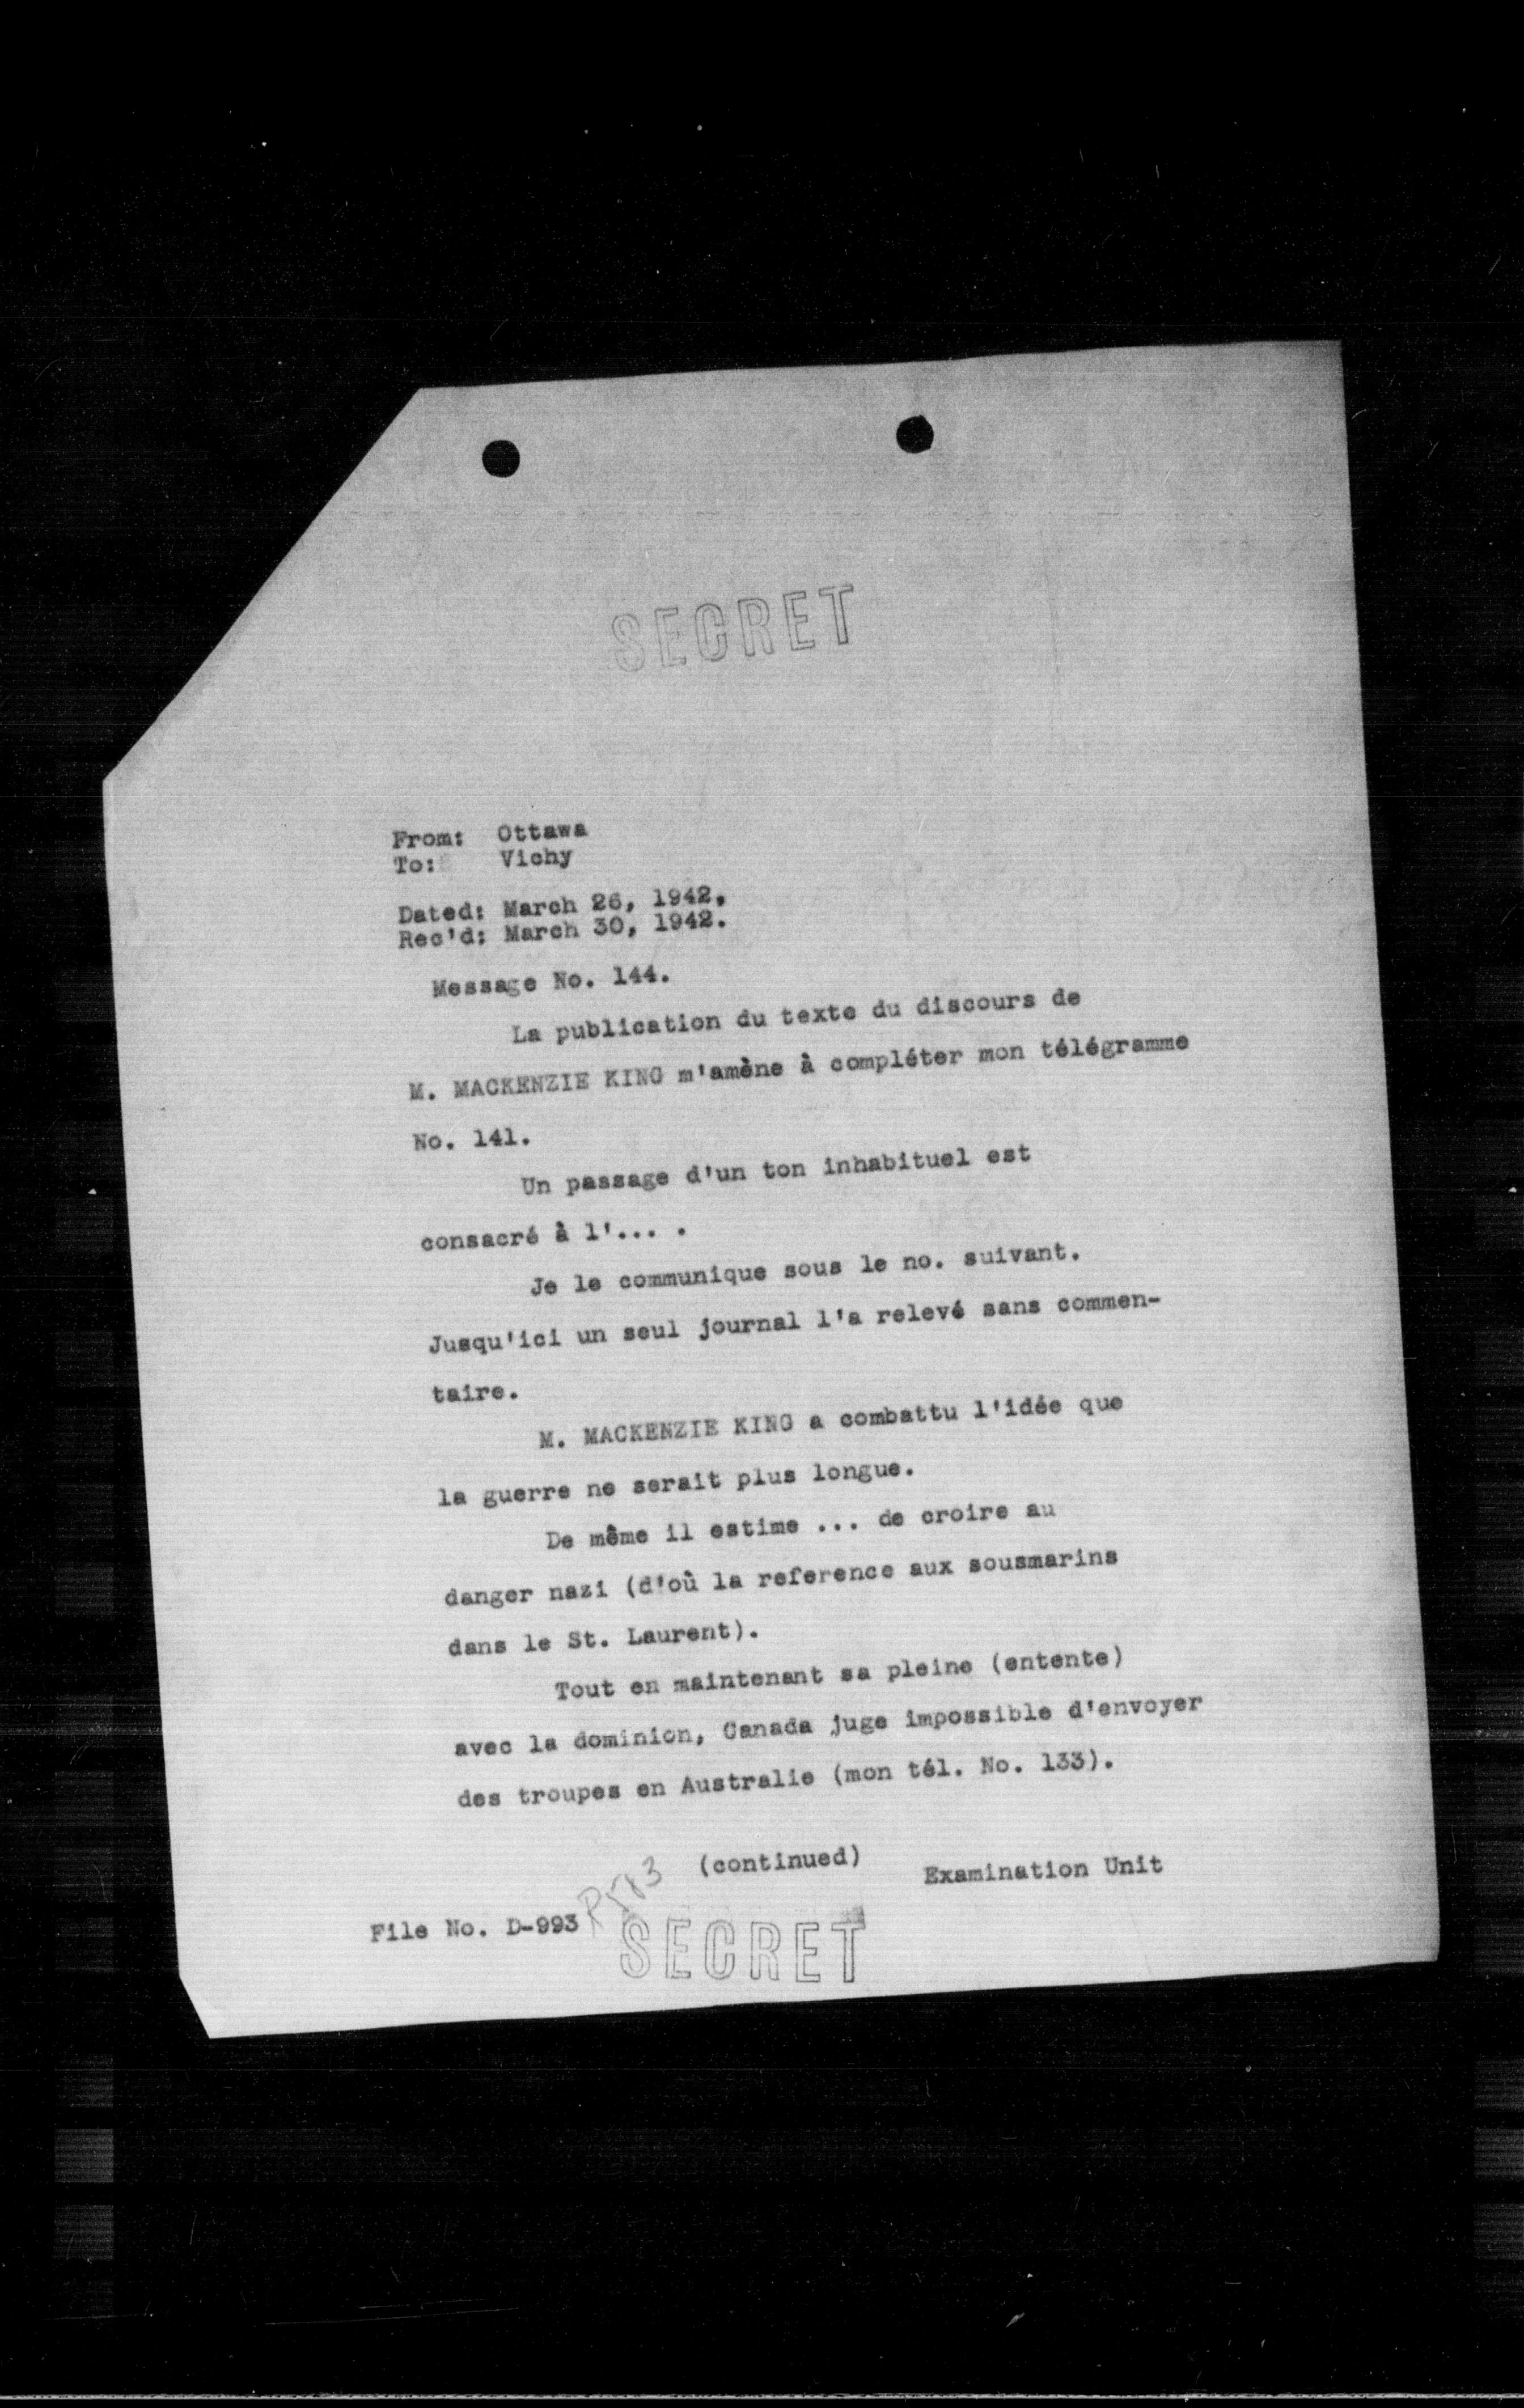 SECRET
From: Ottawa
To: Vichy
Dated: March 26, 1942.
Rec'd: March 30, 1942.
Message No. 144.
La publication du texte du discours de
M. MACKENZIE KING m'amène à compléter mon télégramme
No. 141.
Un passage d'un ton inhabituel est
consacré à l'... .
Je le communique sous le no. suivant.
Jusqu'ici un seul journal l'a relevé sans commen-
taire.
M. MACKENZIE KING a combattu l'idée que
la guerre ne serait plus longue.
De même il estime ... de croire au
danger nazi (d'où la reference aux sousmarins
dans le St. Laurent).
Tout en maintenant sa pleine (entente)
avec la dominion, Canada juge impossible d'envoyer
des troupes en Australie (mon tél. No. 133).
(continued)
Examination Unit
File No. D-993
SECRET